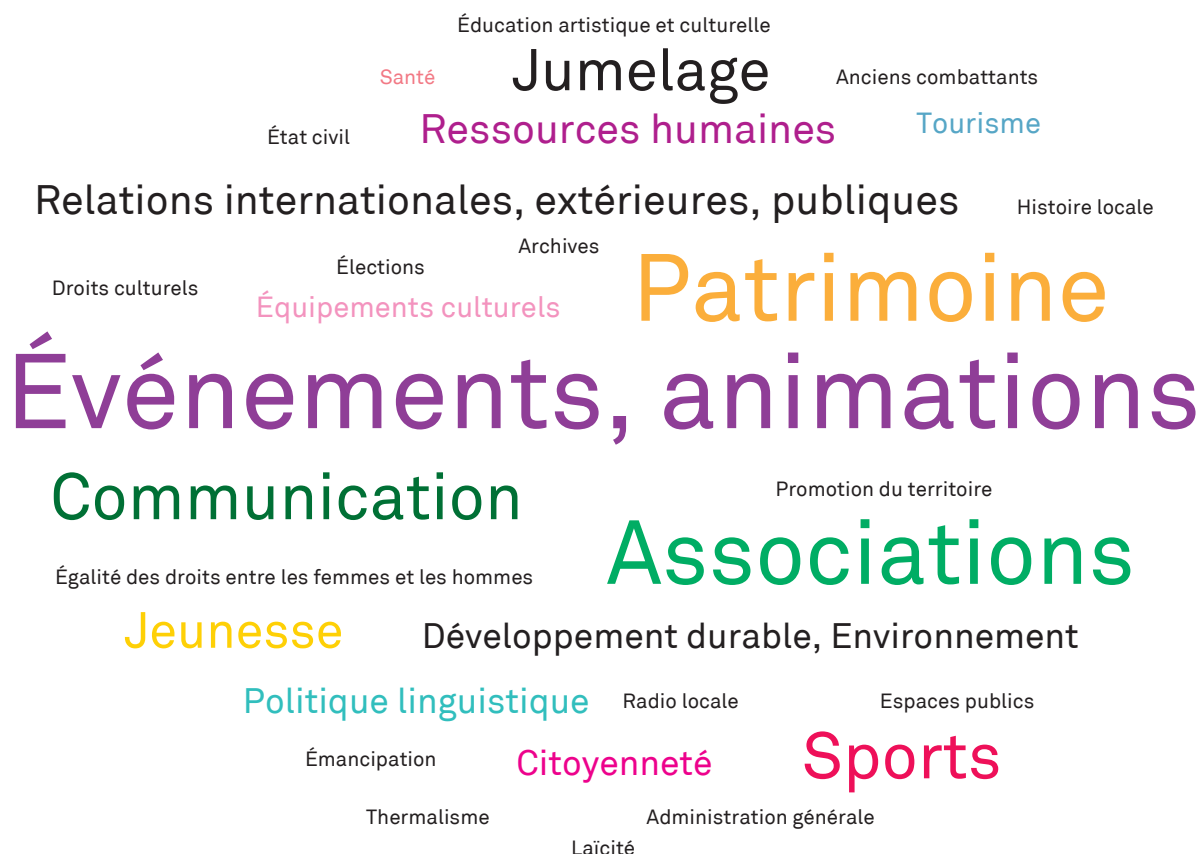 Éducation artistique et culturelle
Santé
Jumelage
Anciens combattants
État civil
Ressources humaines
Tourisme
Relations internationales, extérieures, publiques
Histoire locale
Archives
Élections
Droits culturels
Équipements culturels
Patrimoine
Événements, animations
Communication
Promotion du territoire
Associations
Égalité des droits entre les femmes et les hommes
Jeunesse
Développement durable, Environnement
Politique linguistique
Radio locale
Espaces publics
Émancipation
Citoyenneté
Sports
Thermalisme
Administration générale
Laïcité